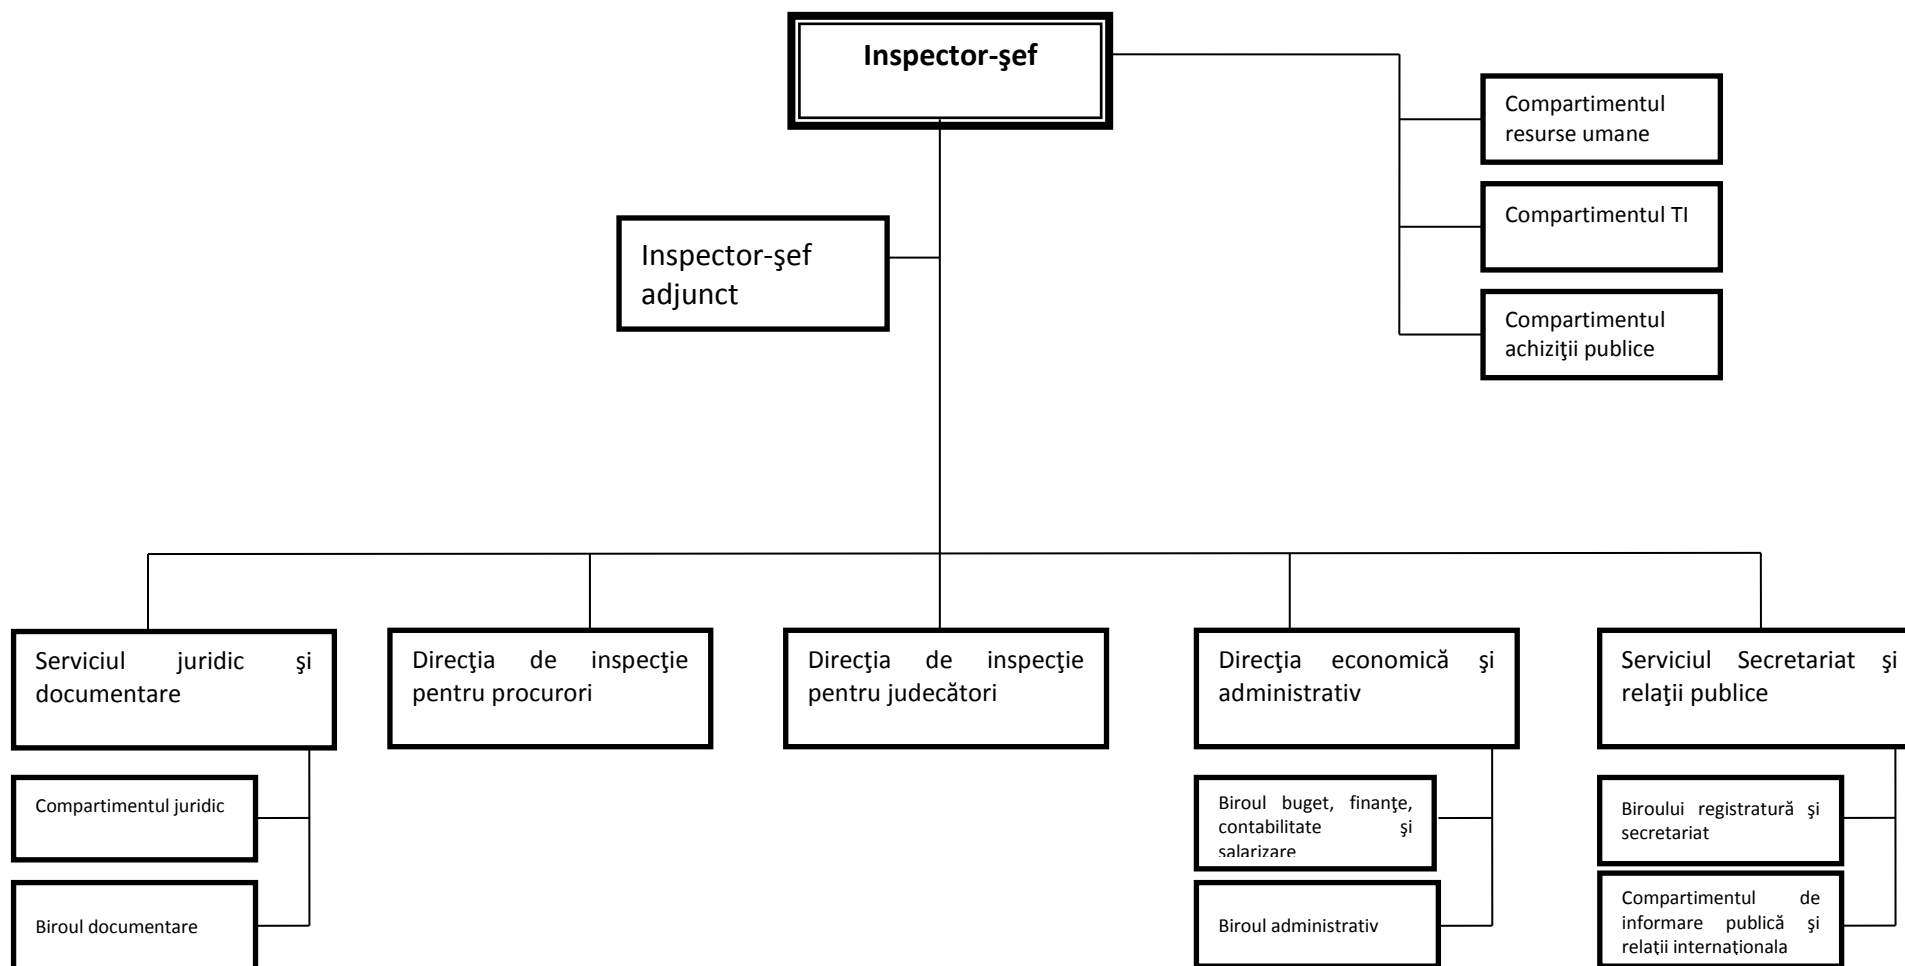 Inspector-şef
Compartimentul
resurse umane
Compartimentul TI
Compartimentul
achiziţii publice
Inspector-şef
adjunct
Serviciul juridic şi
documentare
Direcţia de inspecţie
pentru procurori
Direcţia de inspecţie
pentru judecători
Direcţia economică şi
administrativ
Serviciul Secretariat şi
relaţii publice
Compartimentul juridic
Biroul documentare
Biroul buget, finanţe,
contabilitate şi
salarizare
Biroul administrativ
Biroului registratură şi
secretariat
Compartimentul de
informare publică şi
relaţii internaţionala